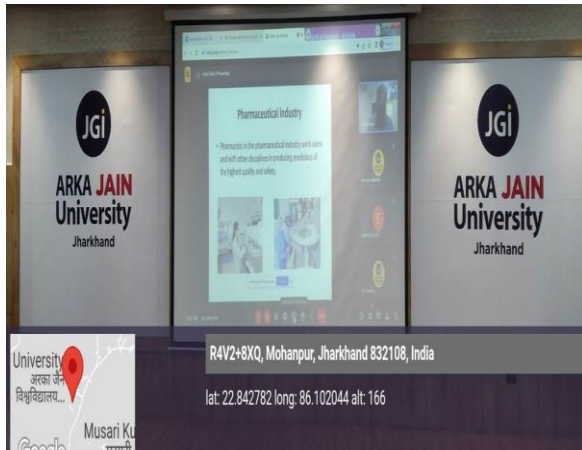 JGi
ARKA JAIN
University
Jharkhand
Pharmaceutical industry
• Pharmacists in the pharmaceutical industry work alone
and with other disciplines in producing medicines of
the highest quality and safety.
JGi
ARKA JAIN
University
Jharkhand
University
अरका जैन
विश्वविद्यालय...
Musari Ku
Google
R4V2+8XQ, Mohanpur, Jharkhand 832108, India
lat: 22.842782 long: 86.102044 alt: 166